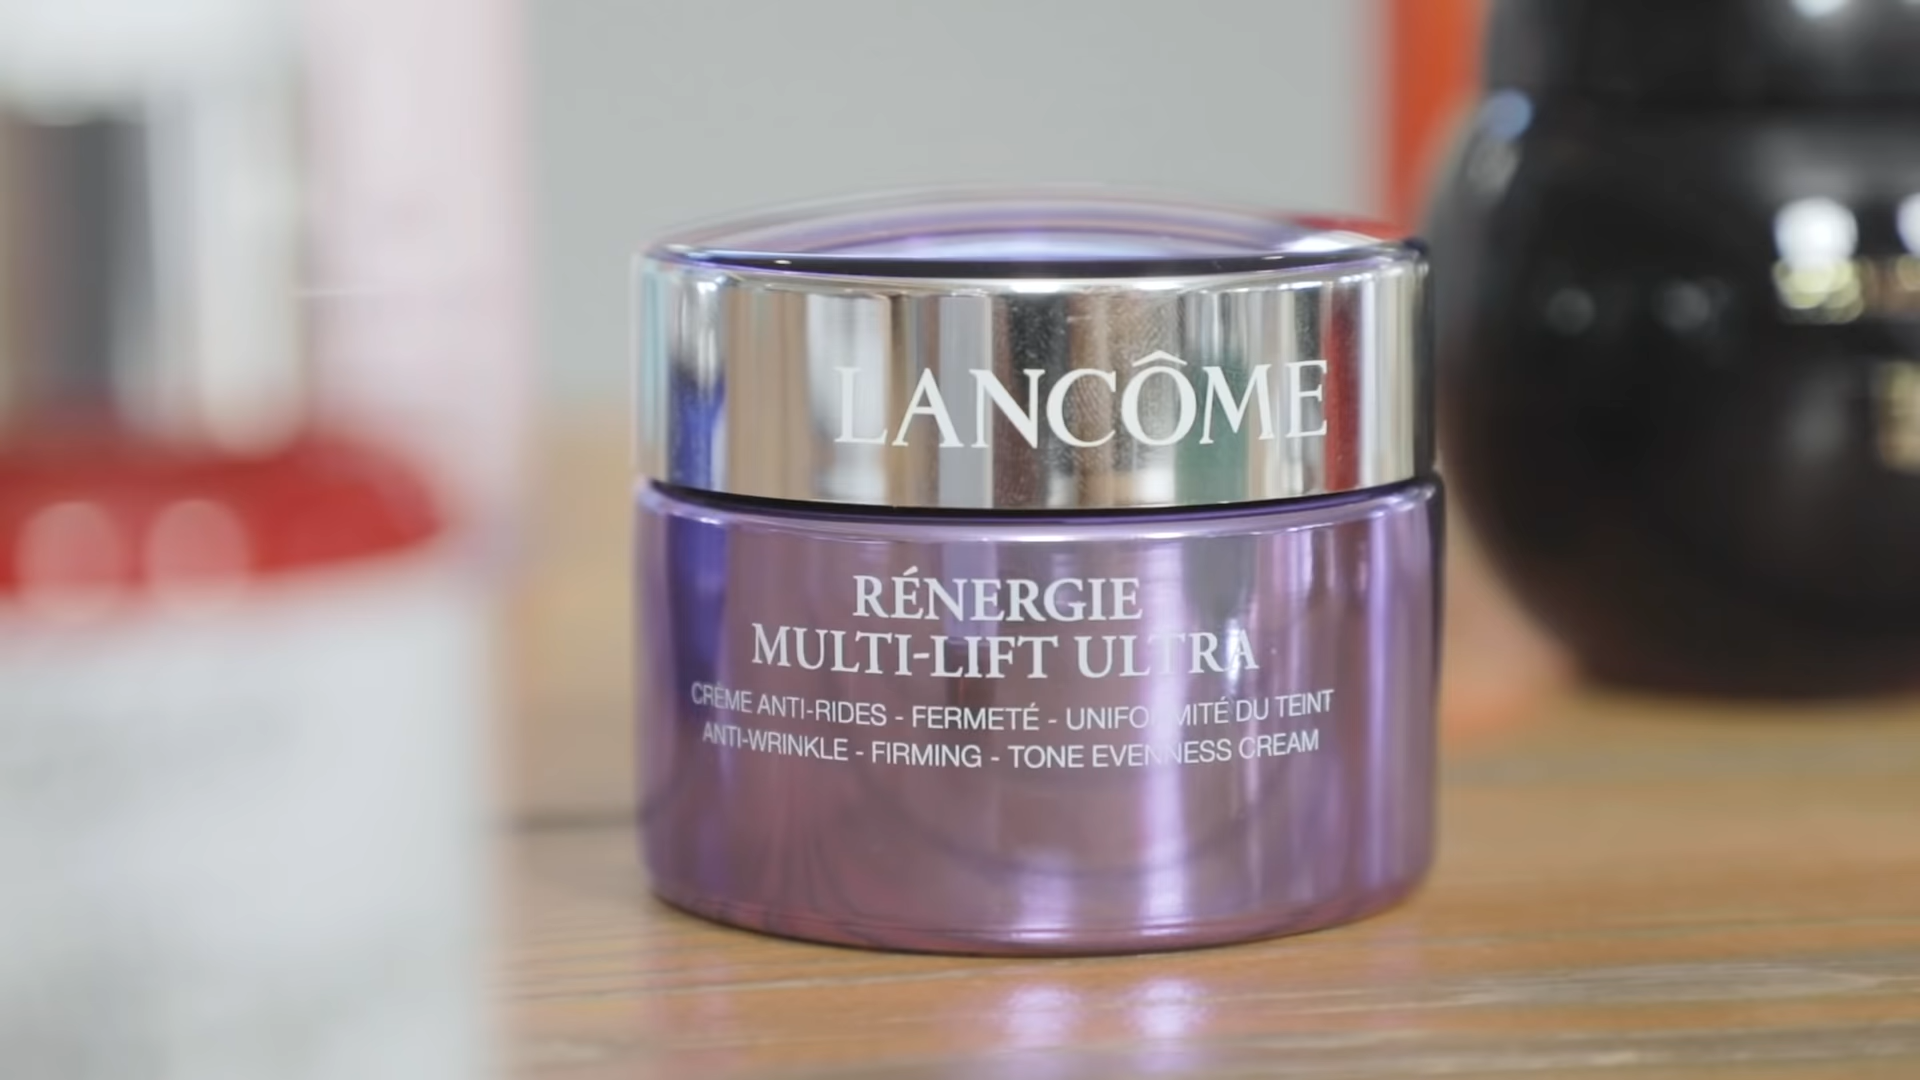 LANCÔME
RÉNERGIE
MULTI-LIFT ULTRA
CRÈME ANTI-RIDES - FERMETÉ - UNIFORMITÉ DU TEINT
ANTI-WRINKLE - FIRMING - TONE EVENNESS CREAM